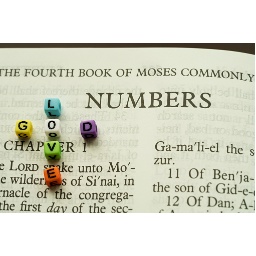 THE FOURTH BOOK OF MOSES COMMONLY
NUMBERS
L
G O D
V
E
CHAPTER 1
LORD spake unto Mo-
wilderness of Si'nai, in
ernacle of the congrega-
the first day of the sec-
Ga-ma'li-el the
zur.
11 Of Ben'ja-
the son of Gid-e-
12 Of Dan; A-